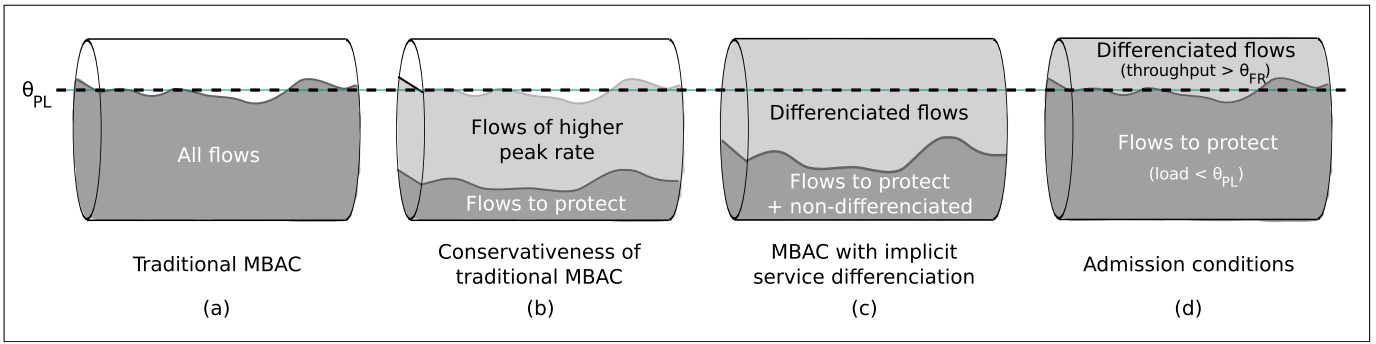 θPL
All flows
Traditional MBAC
(a)
Flows of higher
peak rate
Flows to protect
Conservativeness of
traditional MBAC
(b)
Differenciated flows
Flows to protect
+ non-differenciated
MBAC with implicit
service differenciation
(c)
Differenciated flows
(throughput > θFR)
Flows to protect
(load < θPL)
Admission conditions
(d)